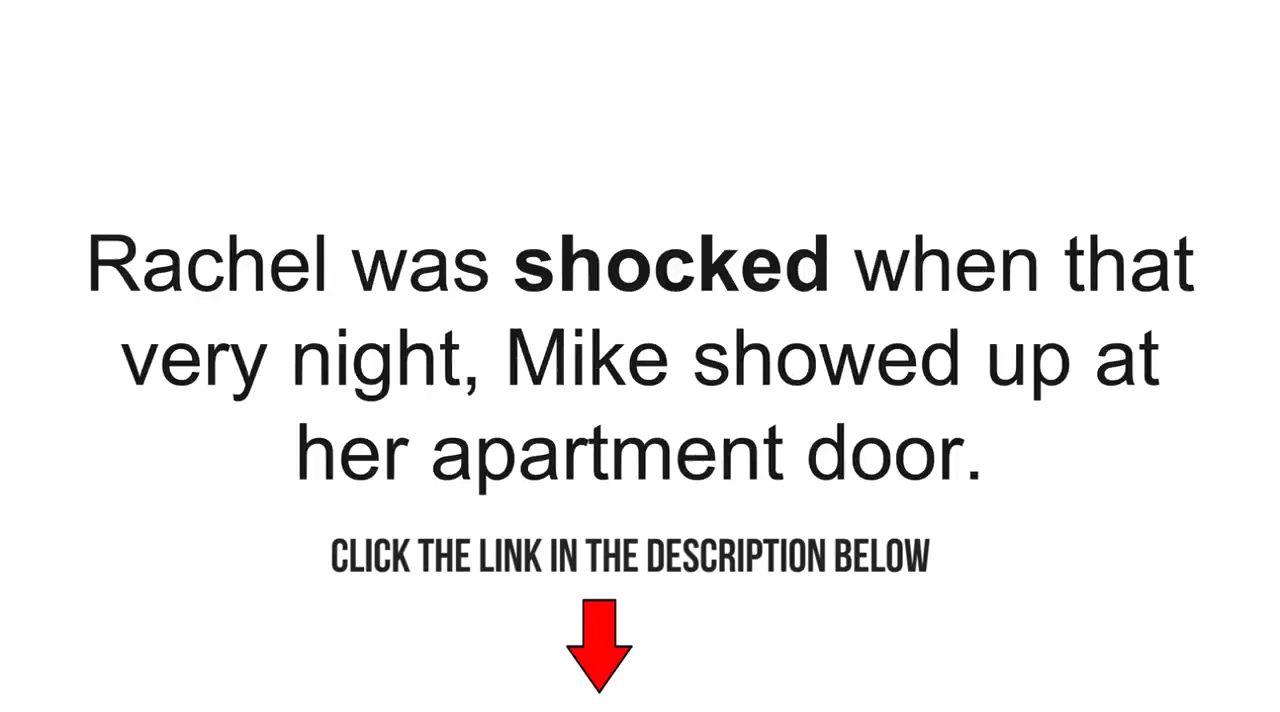 Rachel was shocked when that
very night, Mike showed up at
her apartment door.
CLICK THE LINK IN THE DESCRIPTION BELOW